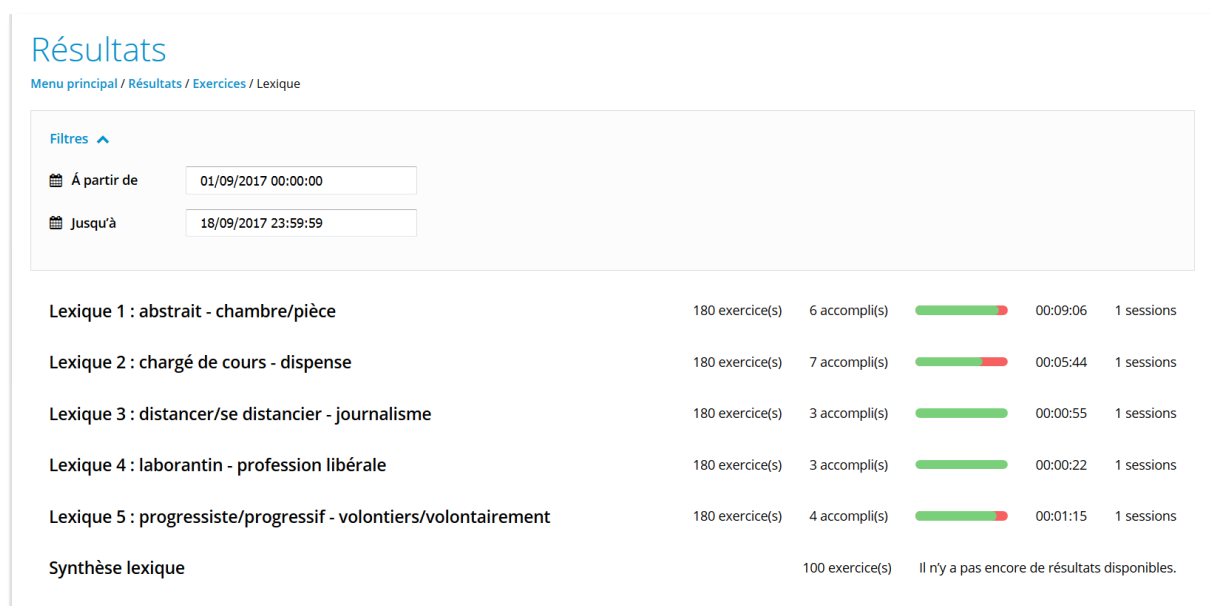 Résultats
Menu principal / Résultats / Exercices / Lexique
Filtres
Á partir de 01/09/2017 00:00:00
Jusqu'à 18/09/2017 23:59:59
Lexique 1 : abstrait - chambre/pièce 180 exercice(s) 6 accompli(s) 00:09:06 1 sessions
Lexique 2 : chargé de cours - dispense 180 exercice(s) 7 accompli(s) 00:05:44 1 sessions
Lexique 3 : distancer/se distancier - journalisme 180 exercice(s) 3 accompli(s) 00:00:55 1 sessions
Lexique 4 : laborantin - profession libérale 180 exercice(s) 3 accompli(s) 00:00:22 1 sessions
Lexique 5 : progressiste/progressif - volontiers/volontairement 180 exercice(s) 4 accompli(s) 00:01:15 1 sessions
Synthèse lexique 100 exercice(s) Il n'y a pas encore de résultats disponibles.